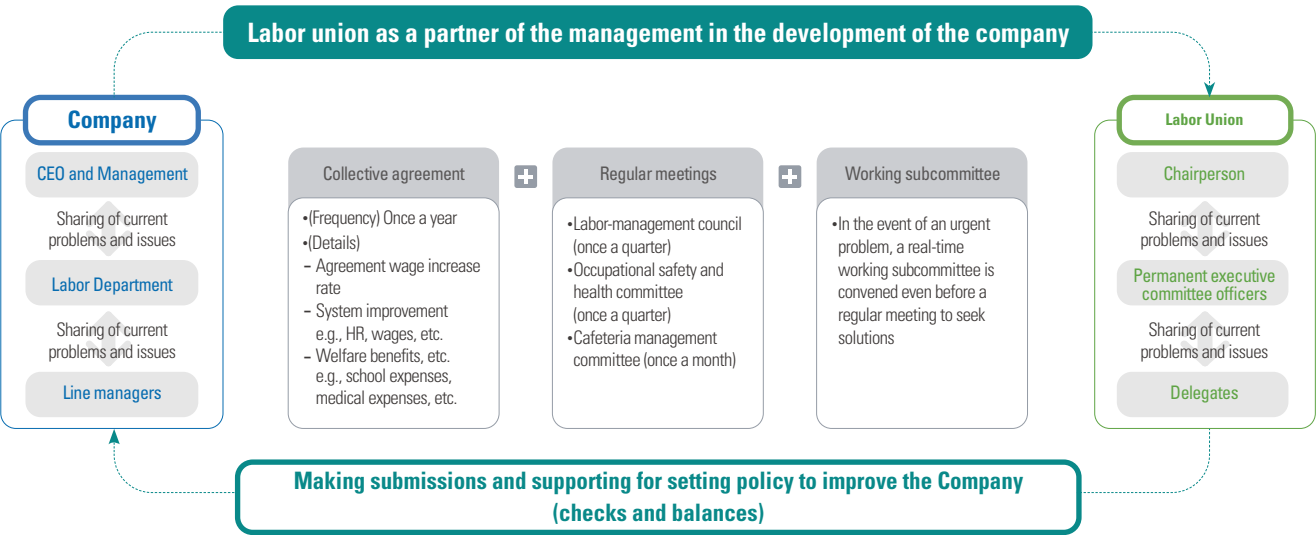 Labor union as a partner of the management in the development of the company
Company
CEO and Management
Sharing of current
problems and issues
Labor Department
Sharing of current
problems and issues
Line managers
Collective agreement
•(Frequency) Once a year
•(Details)
– Agreement wage increase
rate
– System improvement
e.g., HR, wages, etc.
– Welfare benefits, etc.
e.g., school expenses,
medical expenses, etc.
Regular meetings
•Labor-management council
(once a quarter)
•Occupational safety and
health committee
(once a quarter)
•Cafeteria management
committee (once a month)
Working subcommittee
•In the event of an urgent
problem, a real-time
working subcommittee is
convened even before a
regular meeting to seek
solutions
Labor Union
Chairperson
Sharing of current
problems and issues
Permanent executive
committee officers
Sharing of current
problems and issues
Delegates
Making submissions and supporting for setting policy to improve the Company
(checks and balances)